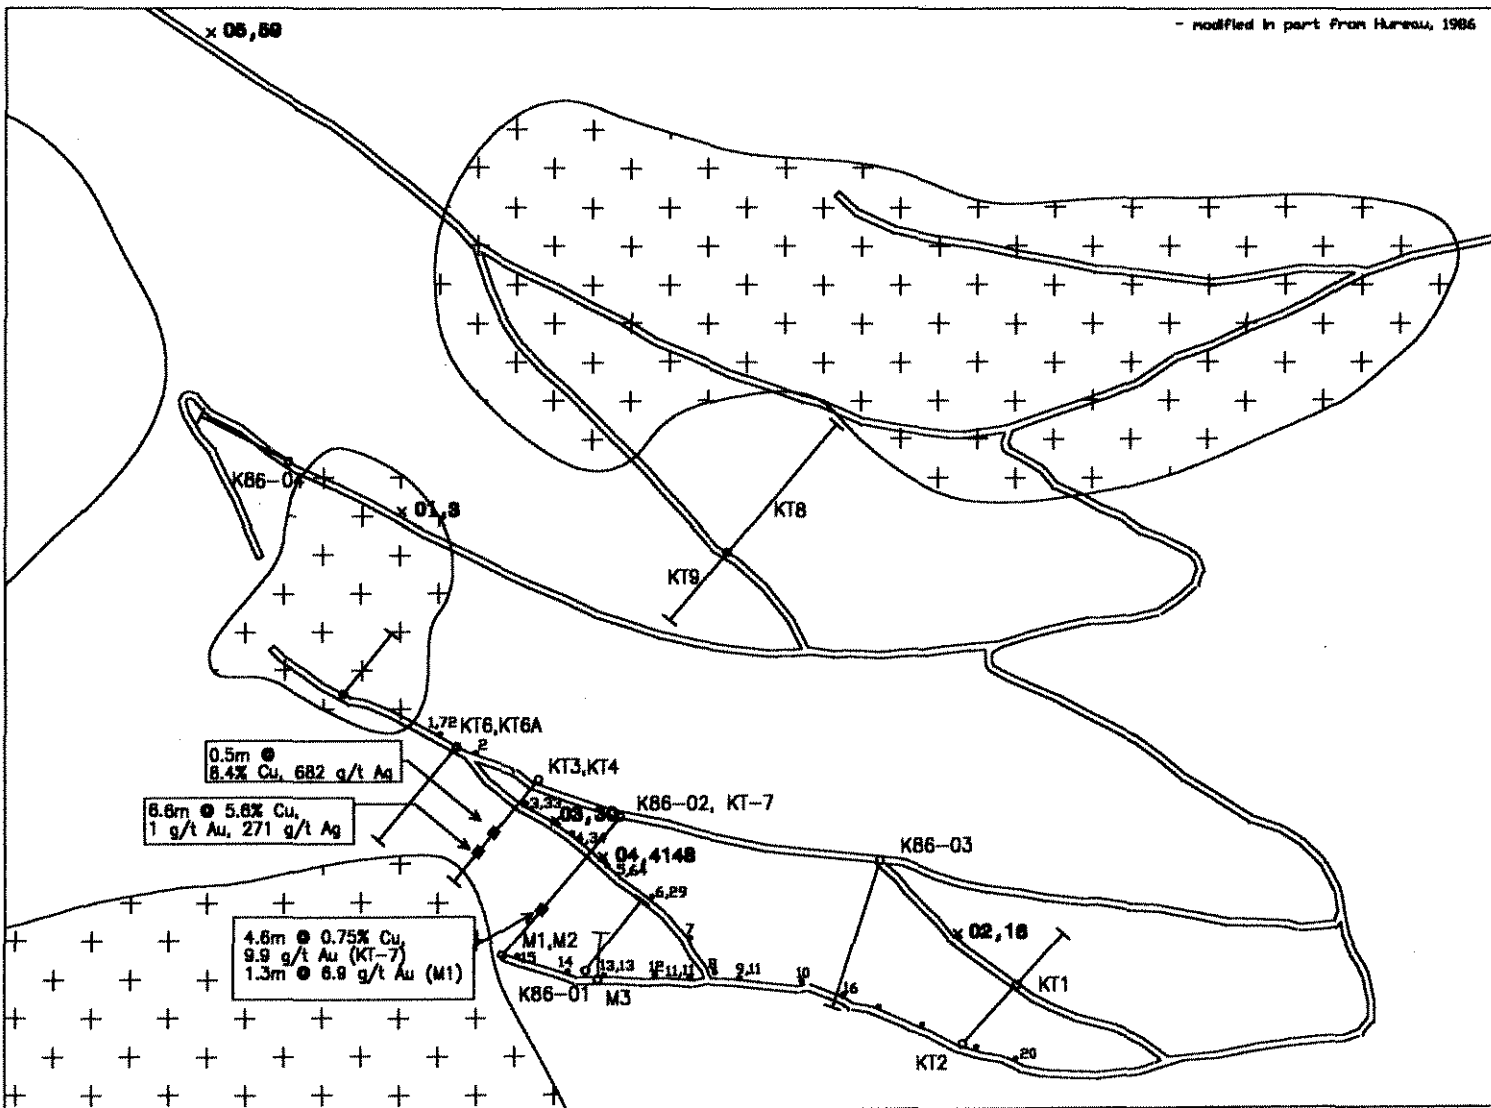 - modified in part from Hureau, 1986
× 05,59
K86-04
× 01,3
KT8
KT9
1,72
KT6,KT6A
2
0.5m @
8.4% Cu, 682 g/t Ag
KT3,KT4
6.6m @ 5.6% Cu,
1 g/t Au, 271 g/t Ag
3,33
× 03,30
K86-02, KT-7
4,34
× 04,4148
5,64
K86-03
6,29
4.6m @ 0.75% Cu,
9.9 g/t Au (KT-7)
1.3m @ 6.9 g/t Au (M1)
M1,M2
7
× 02,16
15
14
13,13
12
11,11
8
9,11
10
16
K86-01
M3
KT1
KT2
20